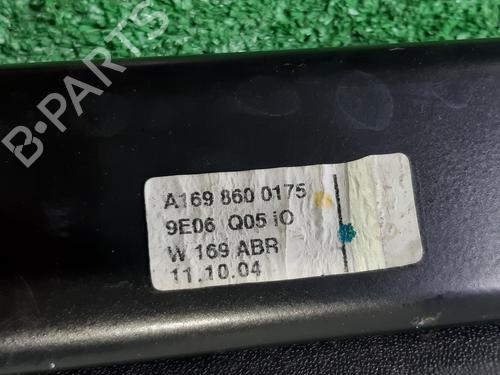 B-PARTS
A169 860 0175
9E06 Q05 iO
W 169 ABR
11.10.04